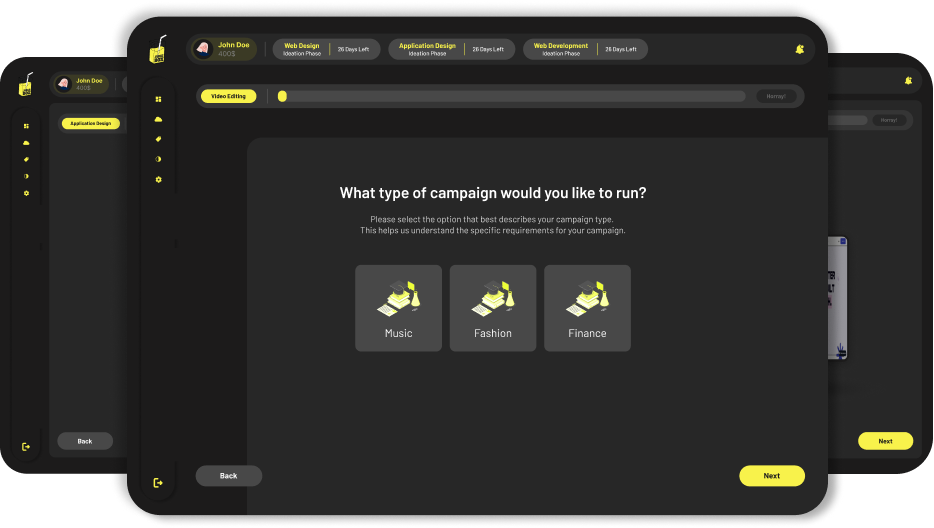 John Doe
400$
Web Design
Ideation Phase
26 Days Left
Application Design
Ideation Phase
26 Days Left
Web Development
Ideation Phase
26 Days Left
Video Editing
Horray!
What type of campaign would you like to run?
Please select the option that best describes your campaign type.
This helps us understand the specific requirements for your campaign.
Music
Fashion
Finance
Back
Next
John Doe
400$
Application Design
Back
Horray!
Next